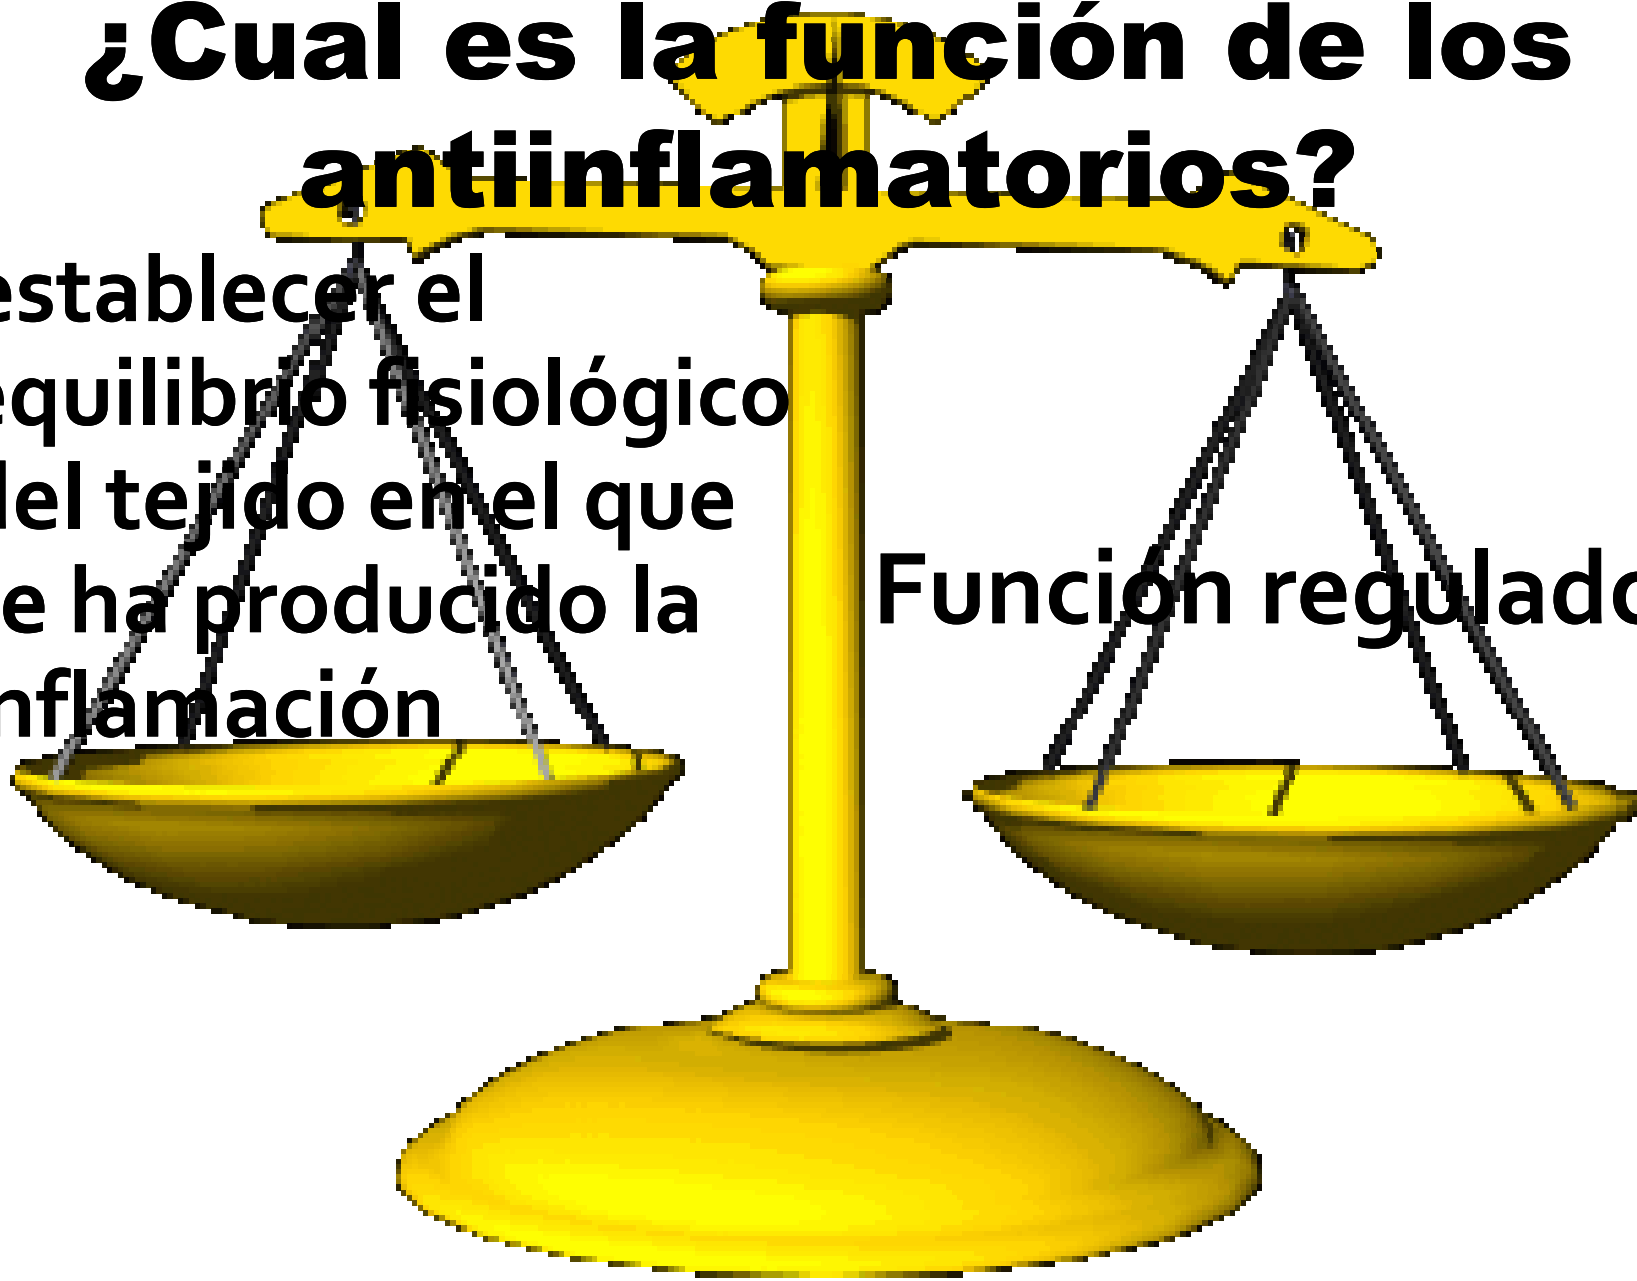 ¿Cual es la función de los
antiinflamatorios?
establecer el
equilibrio fisiológico
del tejido en el que
e ha producido la
nflamación
Función regulado